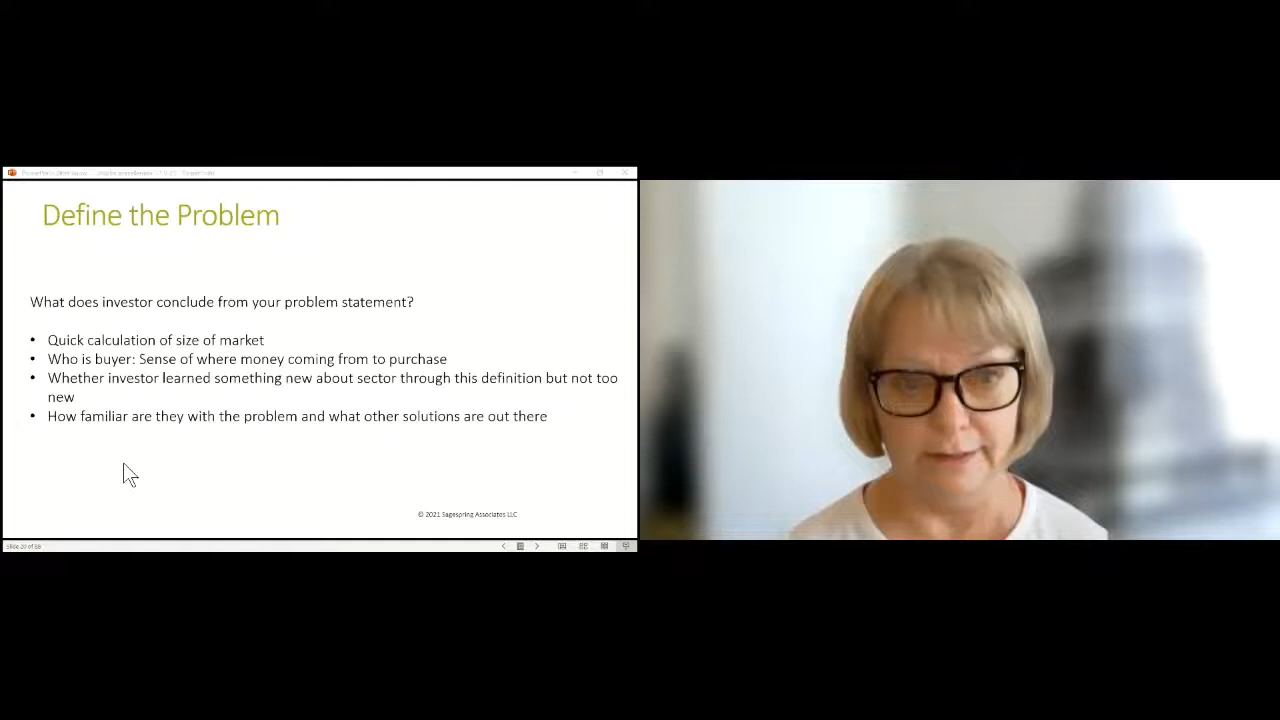 Define the Problem
What does investor conclude from your problem statement?
• Quick calculation of size of market
• Who is buyer: Sense of where money coming from to purchase
• Whether investor learned something new about sector through this definition but not too
new
• How familiar are they with the problem and what other solutions are out there
© 2021 Sagespring Associates LLC